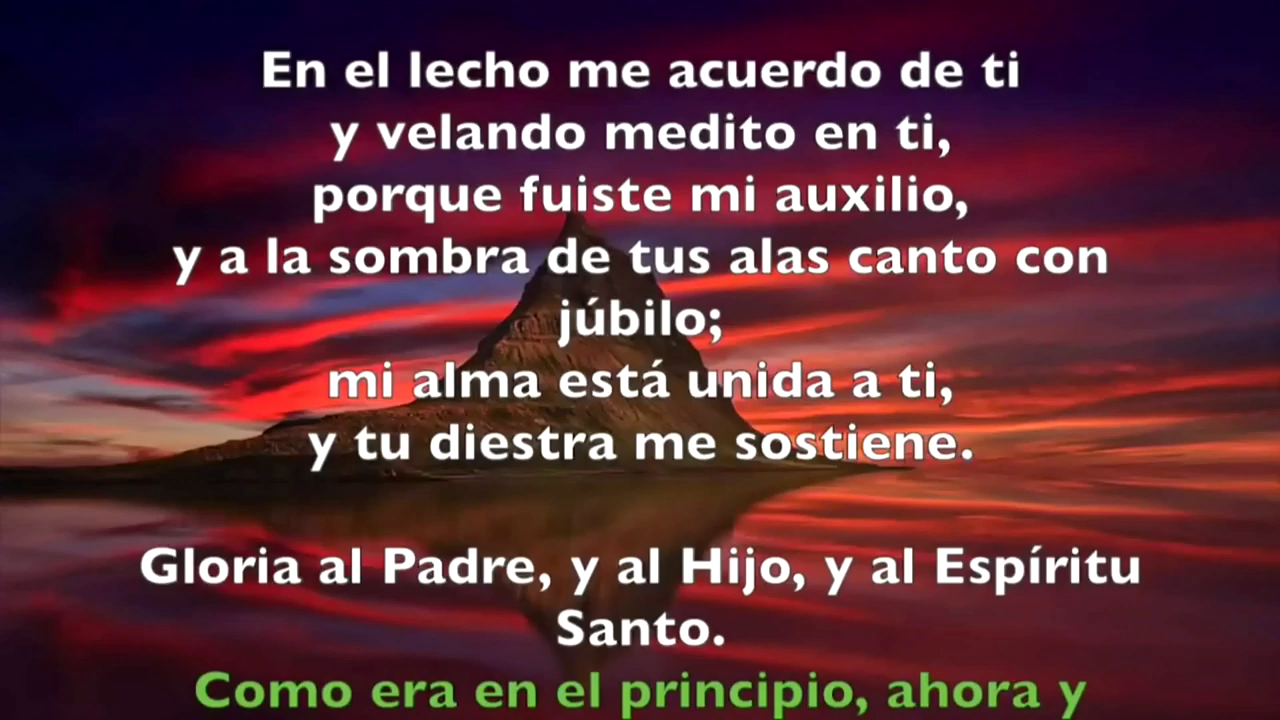 En el lecho me acuerdo de ti
y velando medito en ti,
porque fuiste mi auxilio,
y a la sombra de tus alas canto con
júbilo;
mi alma está unida a ti,
y tu diestra me sostiene.
Gloria al Padre, y al Hijo, y al Espíritu
Santo.
Como era en el principio, ahora y